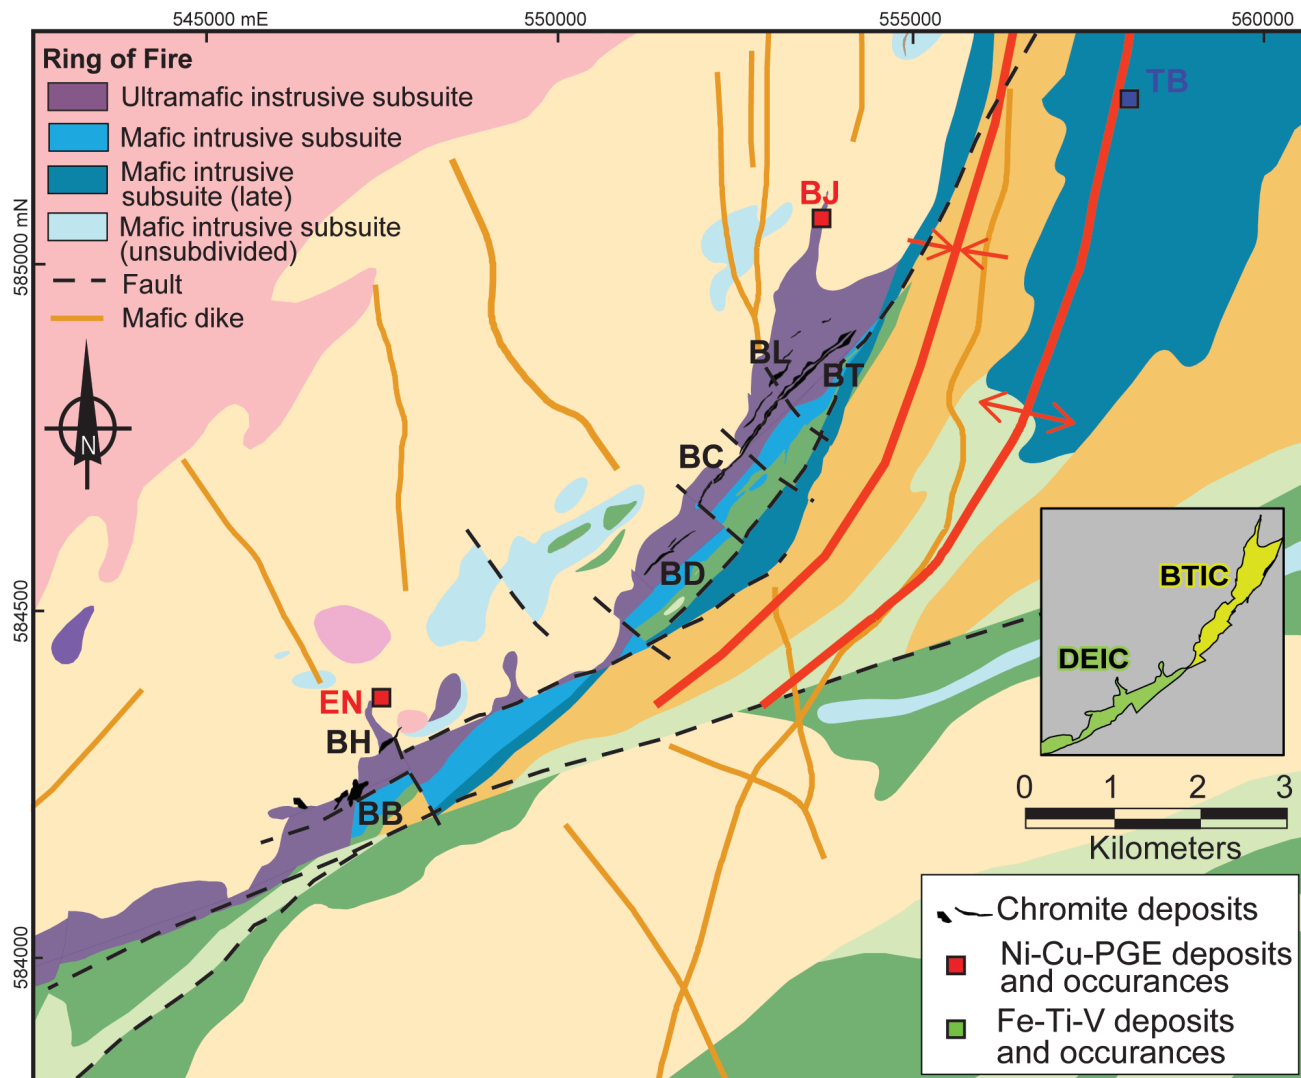 545000 mE
550000
555000
560000
Ring of Fire
Ultramafic instrusive subsuite
Mafic intrusive subsuite
Mafic intrusive
subsuite (late)
Mafic intrusive subsuite
(unsubdivided)
Fault
Mafic dike
585000 mN
584500
584000
N
TB
BJ
BL
BT
BC
BD
EN
BH
BB
BTIC
DEIC
0 1 2 3
Kilometers
Chromite deposits
Ni-Cu-PGE deposits
and occurances
Fe-Ti-V deposits
and occurances